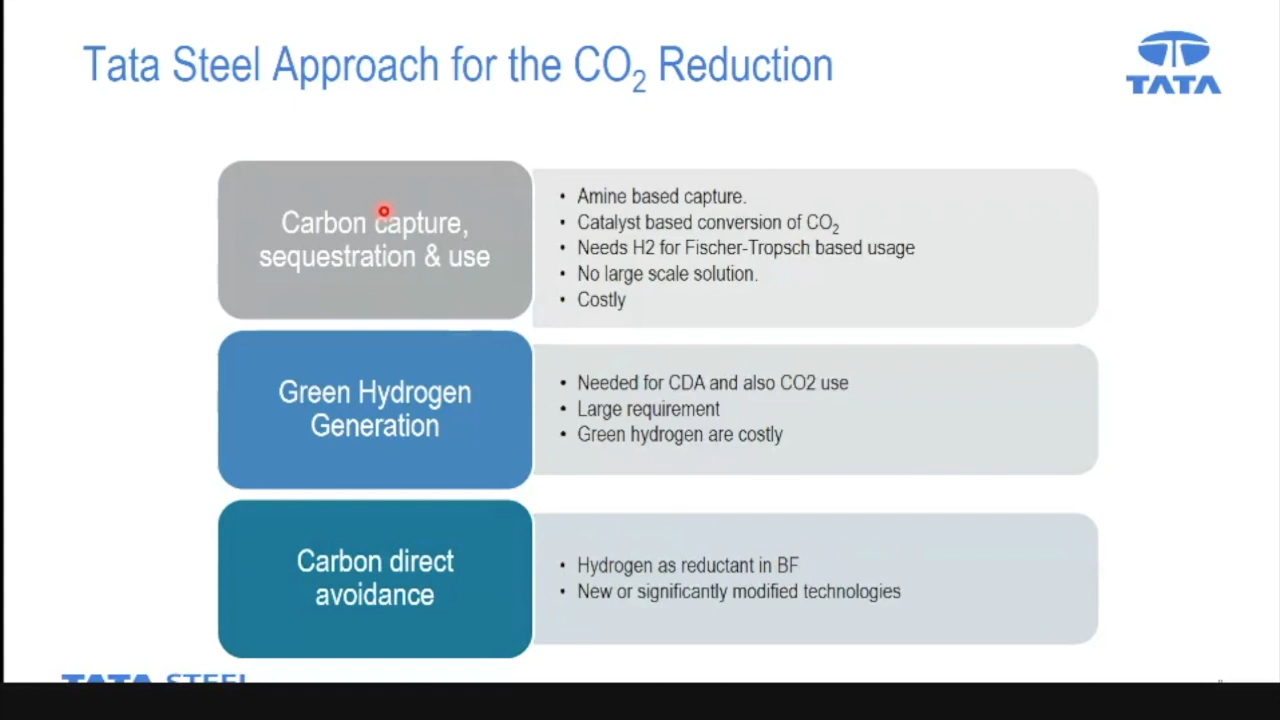 Tata Steel Approach for the CO₂ Reduction
TATA
Carbon capture,
sequestration & use
• Amine based capture.
• Catalyst based conversion of CO₂
• Needs H2 for Fischer-Tropsch based usage
• No large scale solution.
• Costly
Green Hydrogen
Generation
• Needed for CDA and also CO2 use
• Large requirement
• Green hydrogen are costly
Carbon direct
avoidance
• Hydrogen as reductant in BF
• New or significantly modified technologies
TATA STEEL